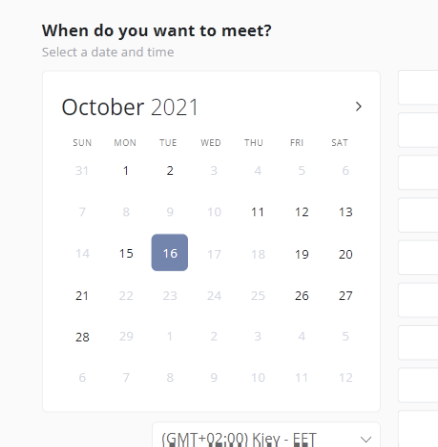 When do you want to meet?
Select a date and time
October 2021
SUN MON TUE WED THU FRI SAT
31 1 2 3 4 5 6
7 8 9 10 11 12 13
14 15 16 17 18 19 20
21 22 23 24 25 26 27
28 29 1 2 3 4 5
6 7 8 9 10 11 12
(GMT+02:00) Kiev - EET